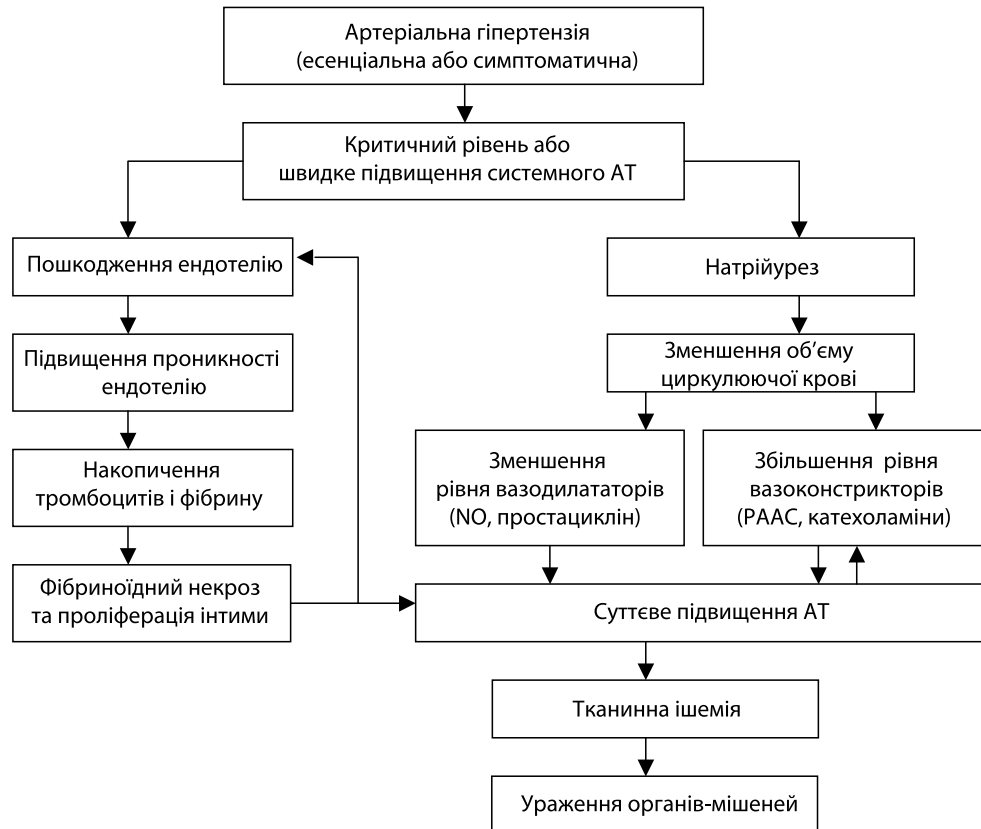 Артеріальна гіпертензія
(есенціальна або симптоматична)
Критичний рівень або
швидке підвищення системного АТ
Пошкодження ендотелію
Підвищення проникності
ендотелію
Накопичення
тромбоцитів і фібрину
Фібриноїдний некроз
та проліферація інтими
Натрійурез
Зменшення об’єму
циркулюючої крові
Зменшення
рівня вазодилататорів
(NO, простациклін)
Збільшення рівня
вазоконстрикторів
(РААС, катехоламіни)
Суттєве підвищення АТ
Тканинна ішемія
Ураження органів-мішеней